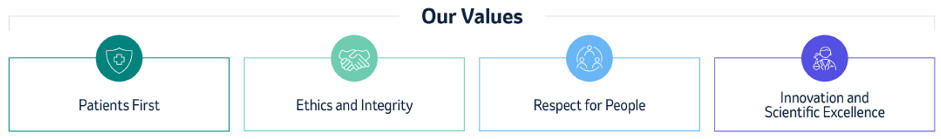 Our Values
Patients First
Ethics and Integrity
Respect for People
Innovation and
Scientific Excellence